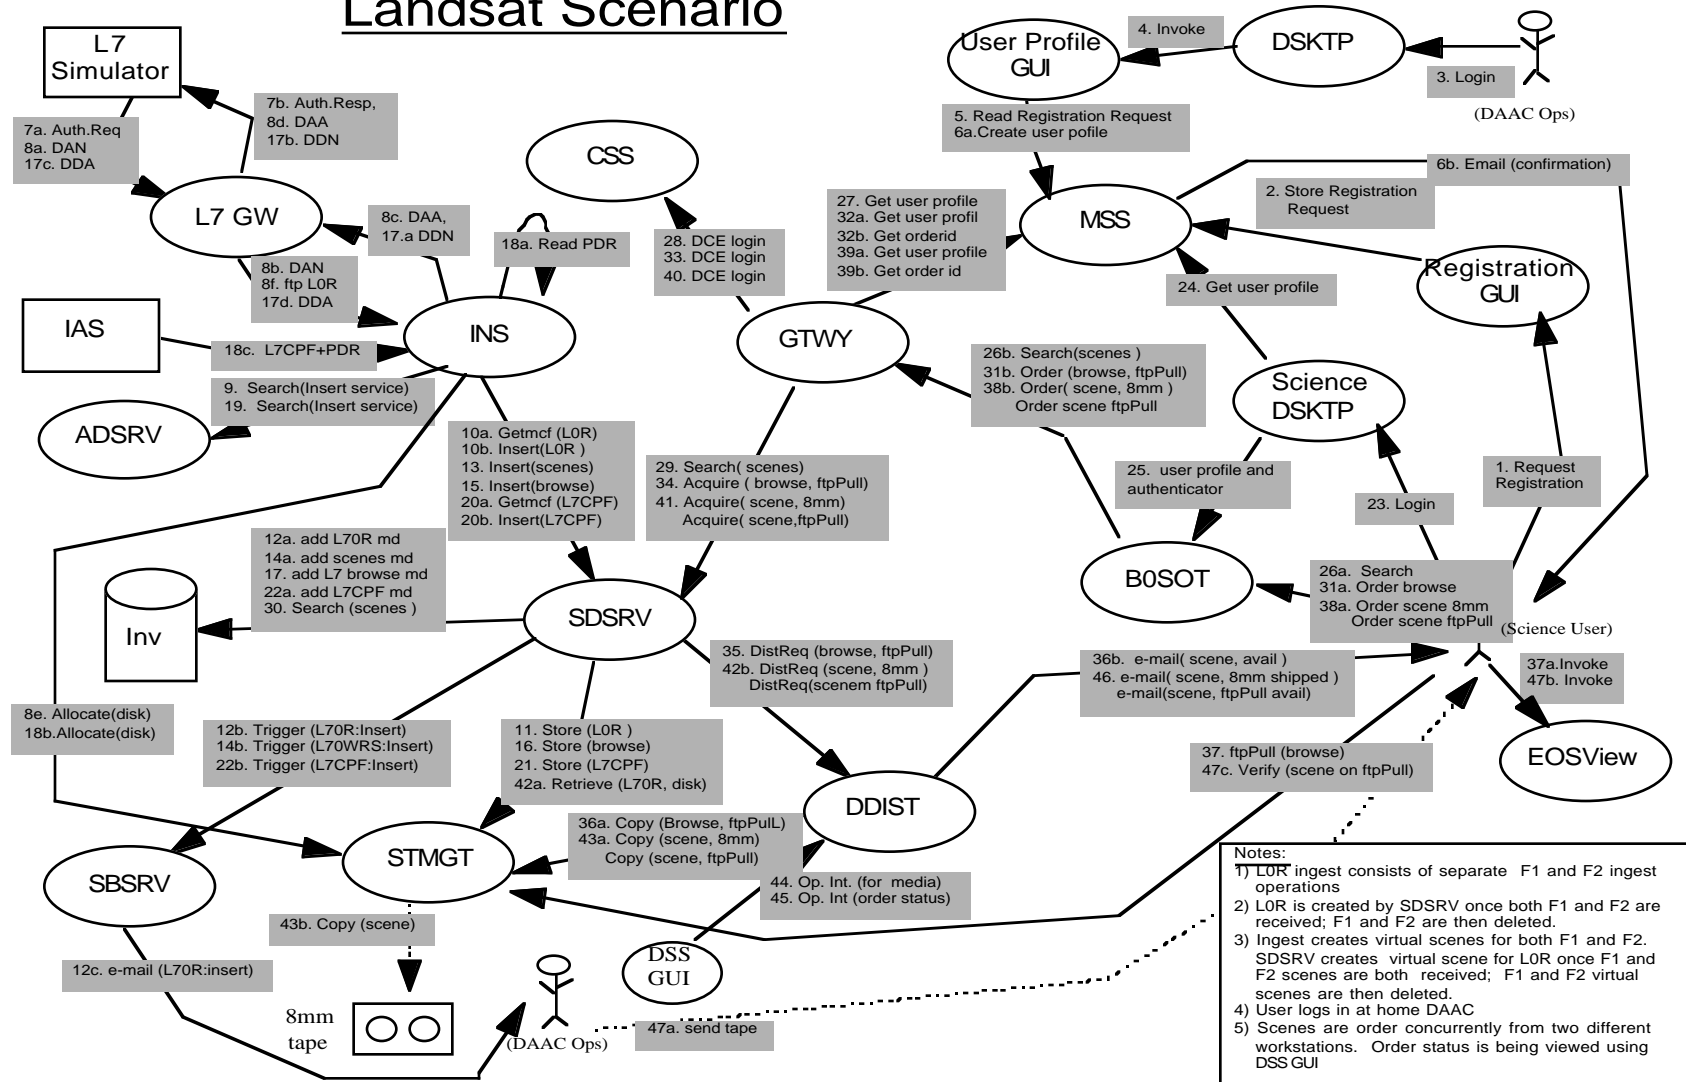 Landsat Scenario
L7
Simulator
7a. Auth.Req
8a. DAN
17c. DDA
7b. Auth.Resp,
8d. DAA
17b. DDN
L7 GW
8c. DAA,
17.a DDN
8b. DAN
8f. ftp L0R
17d. DDA
18a. Read PDR
IAS
18c. L7CPF+PDR
INS
9. Search(Insert service)
19. Search(Insert service)
ADSRV
CSS
28. DCE login
33. DCE login
40. DCE login
27. Get user profile
32a. Get user profil
32b. Get orderid
39a. Get user profile
39b. Get order id
GTWY
User Profile
GUI
4. Invoke
DSKTP
3. Login
(DAAC Ops)
5. Read Registration Request
6a.Create user pofile
MSS
6b. Email (confirmation)
2. Store Registration
Request
Registration
GUI
24. Get user profile
26b. Search(scenes )
31b. Order (browse, ftpPull)
38b. Order( scene, 8mm )
Order scene ftpPull
Science
DSKTP
25. user profile and
authenticator
23. Login
1. Request
Registration
B0SOT
26a. Search
31a. Order browse
38a. Order scene 8mm
Order scene ftpPull
(Science User)
10a. Getmcf (L0R)
10b. Insert(L0R )
13. Insert(scenes)
15. Insert(browse)
20a. Getmcf (L7CPF)
20b. Insert(L7CPF)
29. Search( scenes)
34. Acquire ( browse, ftpPull)
41. Acquire( scene, 8mm)
Acquire( scene,ftpPull)
12a. add L70R md
14a. add scenes md
17. add L7 browse md
22a. add L7CPF md
30. Search (scenes )
Inv
SDSRV
35. DistReq (browse, ftpPull)
42b. DistReq (scene, 8mm )
DistReq(scenem ftpPull)
36b. e-mail( scene, avail )
46. e-mail( scene, 8mm shipped )
e-mail(scene, ftpPull avail)
37a.Invoke
47b. Invoke
EOSView
8e. Allocate(disk)
18b.Allocate(disk)
12b. Trigger (L70R:Insert)
14b. Trigger (L70WRS:Insert)
22b. Trigger (L7CPF:Insert)
11. Store (L0R )
16. Store (browse)
21. Store (L7CPF)
42a. Retrieve (L70R, disk)
37. ftpPull (browse)
47c. Verify (scene on ftpPull)
DDIST
36a. Copy (Browse, ftpPulL)
43a. Copy (scene, 8mm)
Copy (scene, ftpPull)
STMGT
SBSRV
44. Op. Int. (for media)
45. Op. Int (order status)
43b. Copy (scene)
12c. e-mail (L70R:insert)
DSS
GUI
8mm
tape
(DAAC Ops)
47a. send tape
Notes:
1) L0R ingest consists of separate F1 and F2 ingest
operations
2) L0R is created by SDSRV once both F1 and F2 are
received; F1 and F2 are then deleted.
3) Ingest creates virtual scenes for both F1 and F2.
SDSRV creates virtual scene for L0R once F1 and
F2 scenes are both received; F1 and F2 virtual
scenes are then deleted.
4) User logs in at home DAAC
5) Scenes are order concurrently from two different
workstations. Order status is being viewed using
DSS GUI